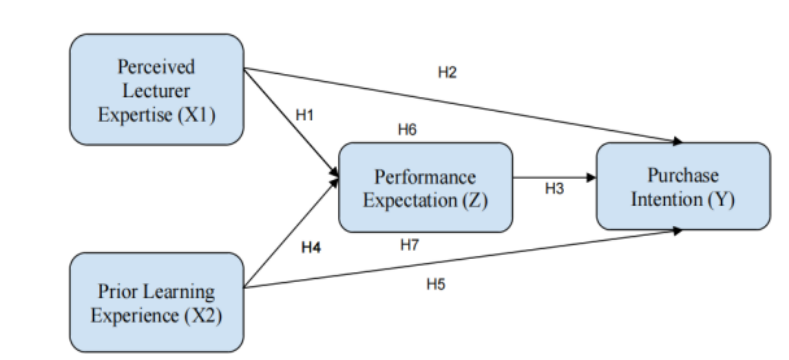 Perceived
Lecturer
Expertise (X1)
H2
H1
H6
Performance
Expectation (Z)
H3
Purchase
Intention (Y)
H4
H7
H5
Prior Learning
Experience (X2)